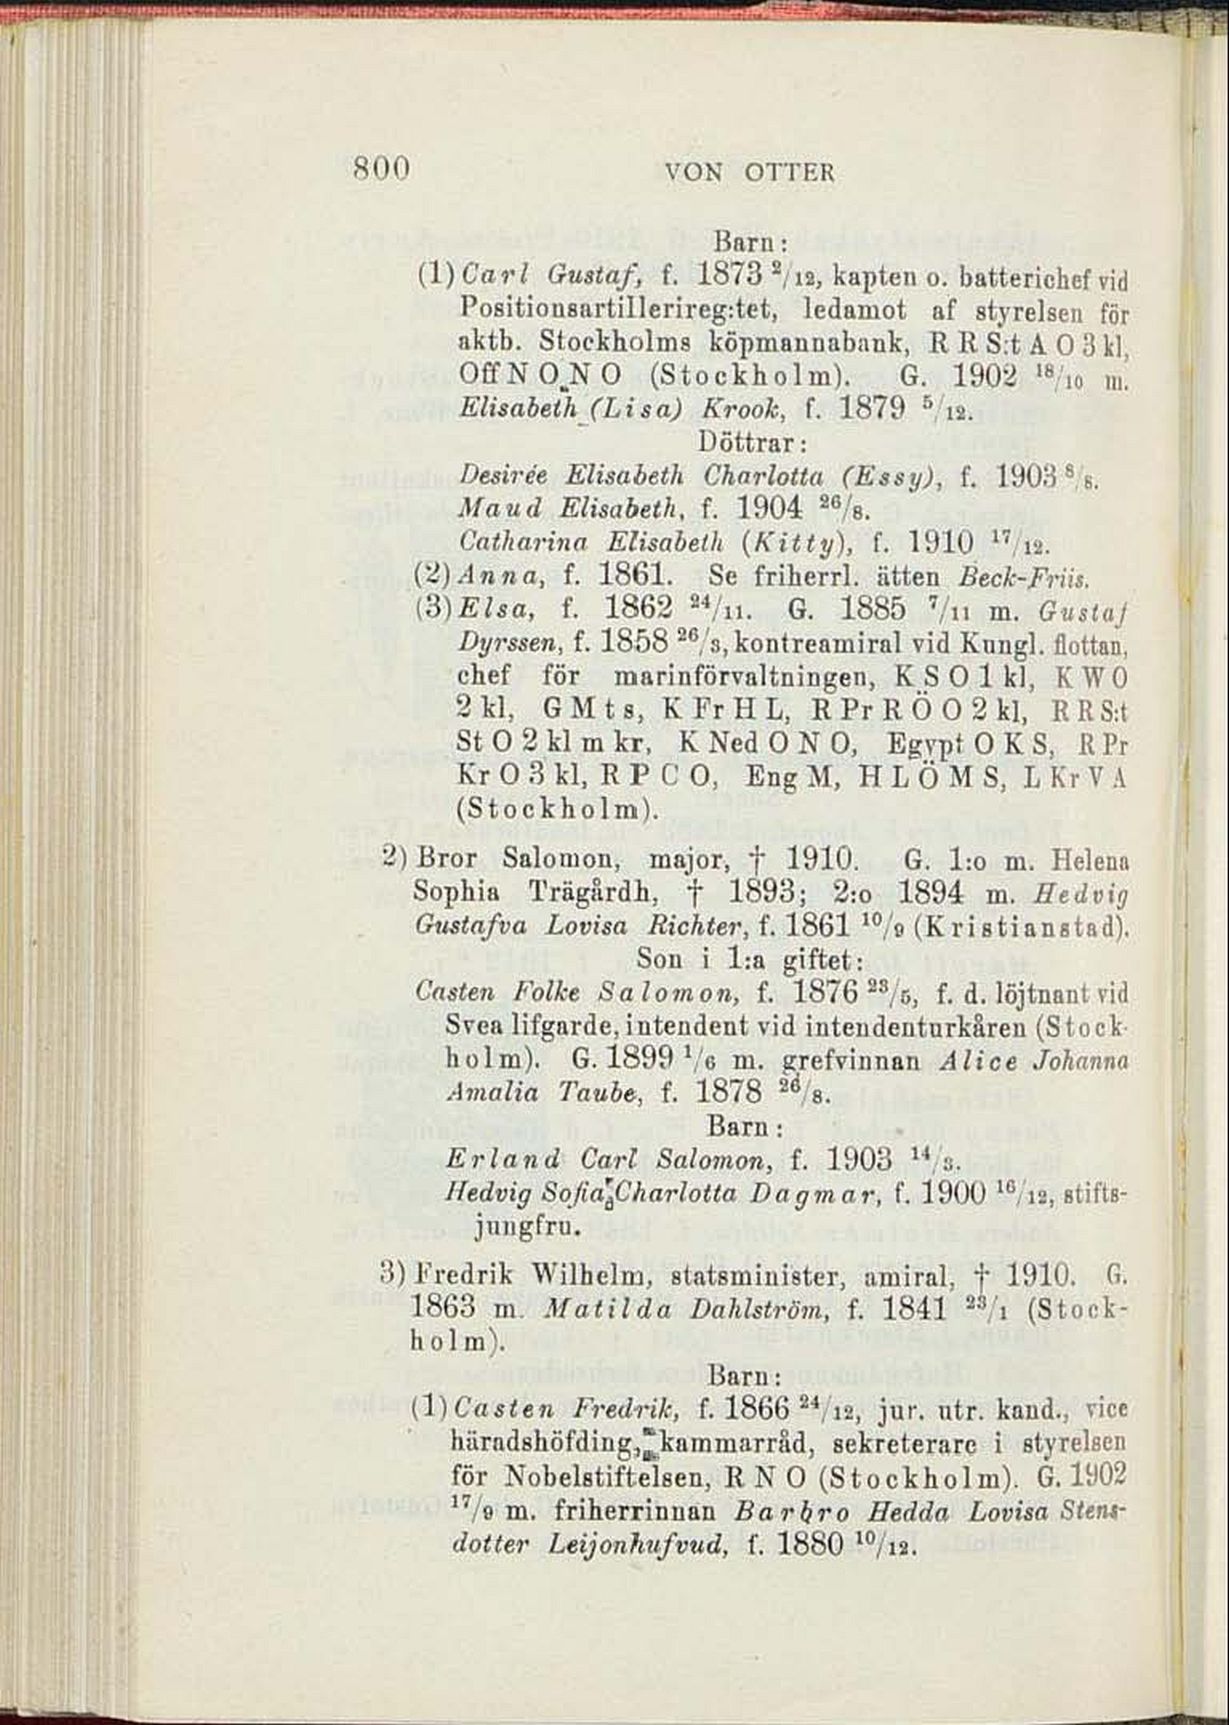 800 VON OTTER
Barn:
(1) Carl Gustaf, f. 1873 2/12, kapten o. batterichef vid
Positionsartillerireg:tet, ledamot af styrelsen för
aktb. Stockholms köpmannabank, R R S:t A O 3 kl,
Off N O N O (Stockholm). G. 1902 18/10 m.
Elisabeth (Lisa) Krook, f. 1879 5/12.
Döttrar:
Desirée Elisabeth Charlotta (Essy), f. 1903 8/8.
Maud Elisabeth, f. 1904 26/8.
Catharina Elisabeth (Kitty), f. 1910 17/12.
(2) Anna, f. 1861. Se friherrl. ätten Beck-Friis.
(3) Elsa, f. 1862 24/11. G. 1885 7/11 m. Gustaf
Dyrssen, f. 1858 26/3, kontreamiral vid Kungl. flottan,
chef för marinförvaltningen, K S O 1 kl, K W O
2 kl, G M t s, K Fr H L, R Pr R Ö O 2 kl, R R S:t
St O 2 kl m kr, K Ned O N O, Egypt O K S, R Pr
Kr O 3 kl, R P C O, Eng M, H L Ö M S, L Kr V A
(Stockholm).
2) Bror Salomon, major, † 1910. G. 1:o m. Helena
Sophia Trägårdh, † 1893; 2:o 1894 m. Hedvig
Gustafva Lovisa Richter, f. 1861 10/9 (Kristianstad).
Son i 1:a giftet:
Casten Folke Salomon, f. 1876 23/5, f. d. löjtnant vid
Svea lifgarde, intendent vid intendenturkåren (Stock-
holm). G. 1899 1/6 m. grefvinnan Alice Johanna
Amalia Taube, f. 1878 26/8.
Barn:
Erland Carl Salomon, f. 1903 14/3.
Hedvig Sofia Charlotta Dagmar, f. 1900 16/12, stifts-
jungfru.
3) Fredrik Wilhelm, statsminister, amiral, † 1910. G.
1863 m. Matilda Dahlström, f. 1841 23/1 (Stock-
holm).
Barn:
(1) Casten Fredrik, f. 1866 24/12, jur. utr. kand., vice
häradshöfding, kammarråd, sekreterare i styrelsen
för Nobelstiftelsen, R N O (Stockholm). G. 1902
17/9 m. friherrinnan Barbro Hedda Lovisa Stens-
dotter Leijonhufvud, f. 1880 10/12.